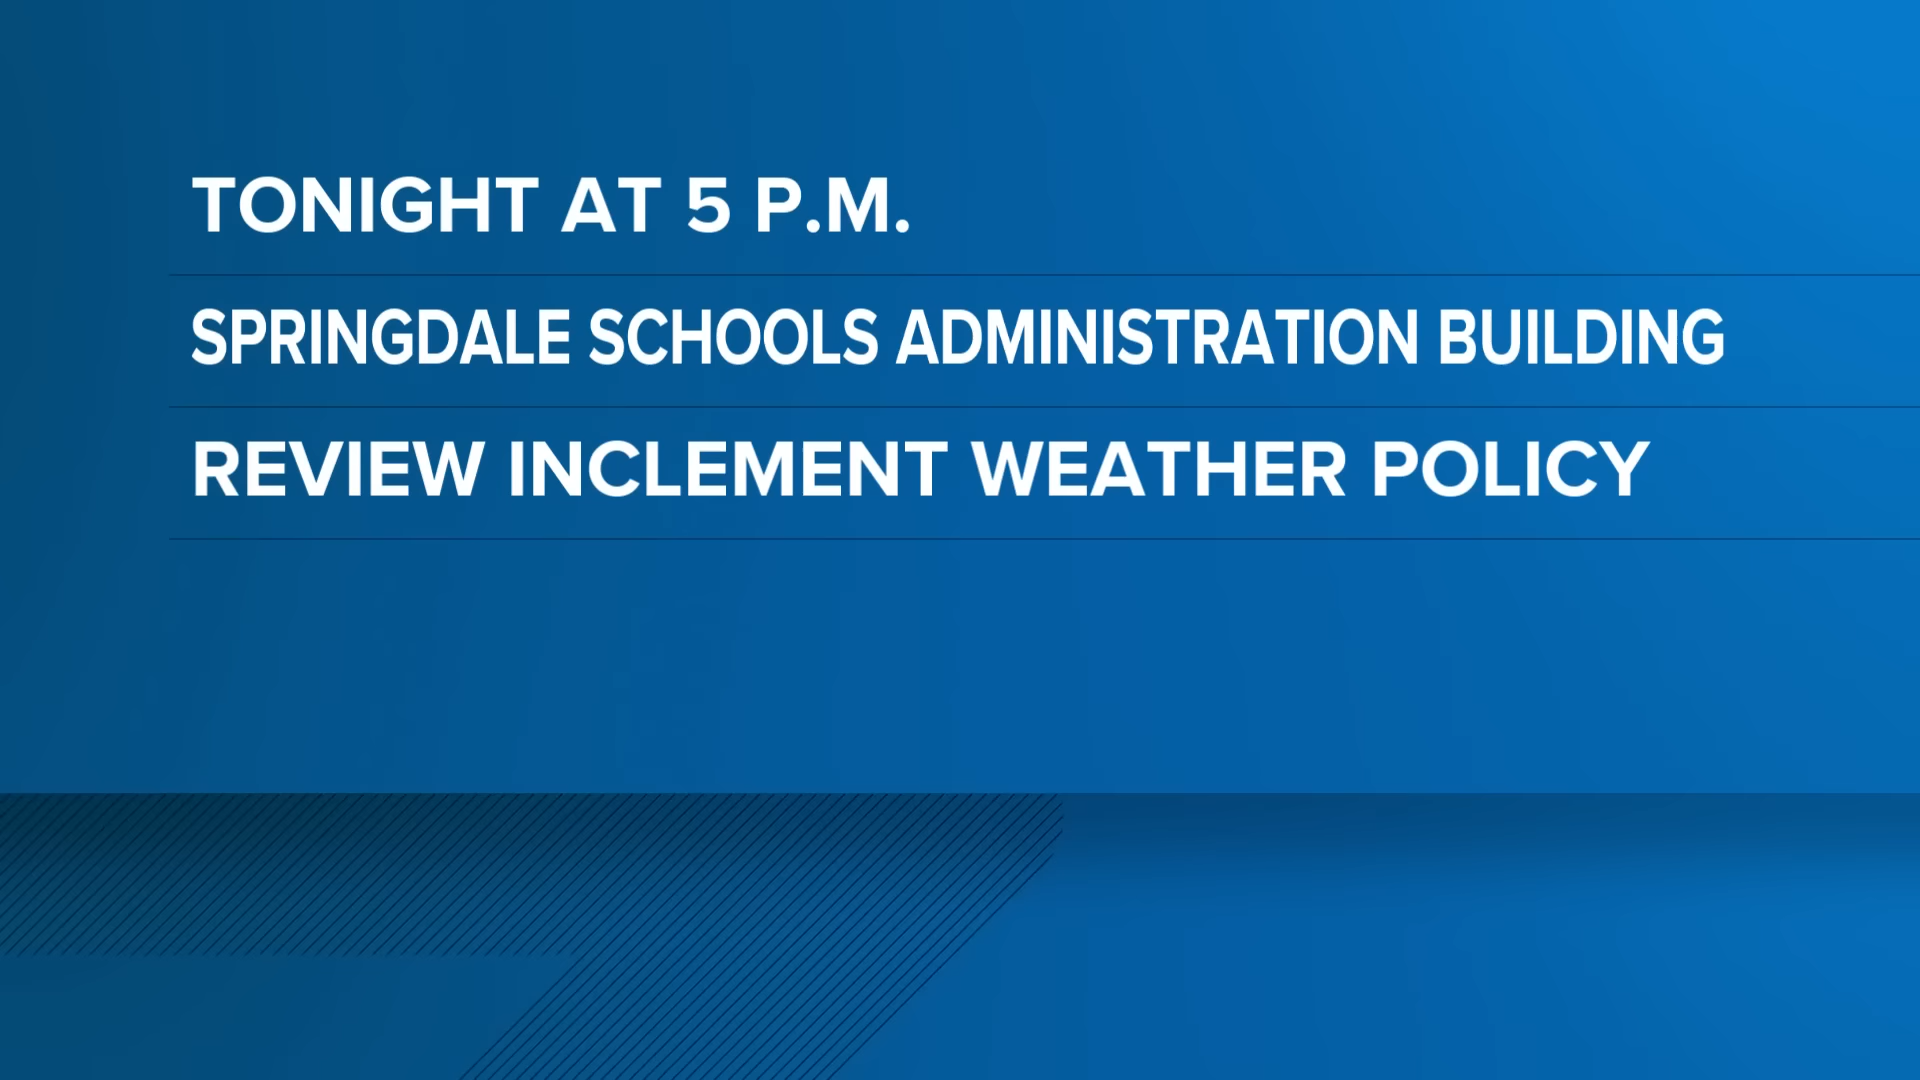 TONIGHT AT 5 P.M.
SPRINGDALE SCHOOLS ADMINISTRATION BUILDING
REVIEW INCLEMENT WEATHER POLICY